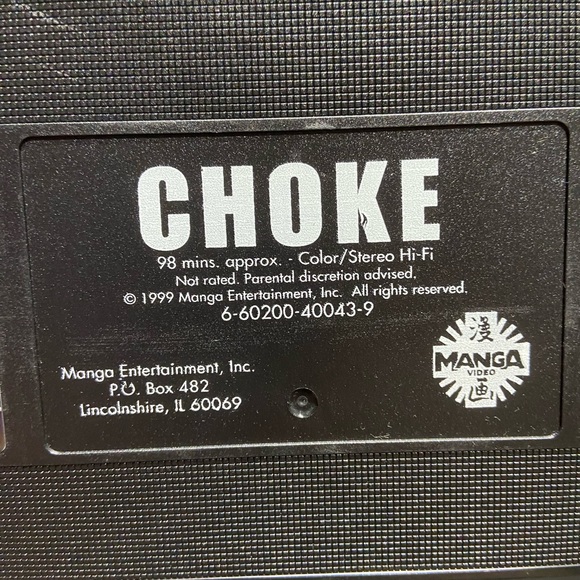 CHOKE
98 mins. approx. - Color/Stereo Hi-Fi
Not rated. Parental discretion advised.
© 1999 Manga Entertainment, Inc. All rights reserved.
6-60200-40043-9
Manga Entertainment, Inc.
P.O. Box 482
Lincolnshire, IL 60069
漫
MANGA
VIDEO
画